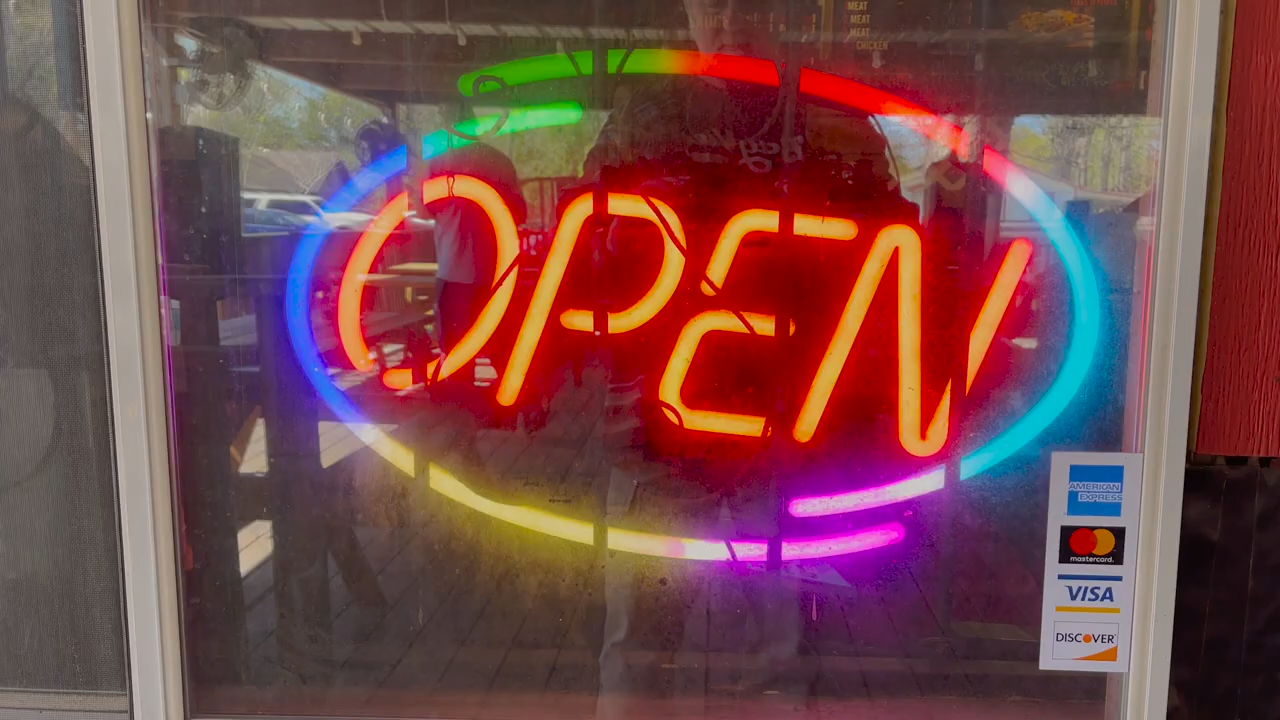 MEAT
MEAT
MEAT
CHICKEN
OPEN
AMERICAN
EXPRESS
mastercard.
VISA
DISCOVER